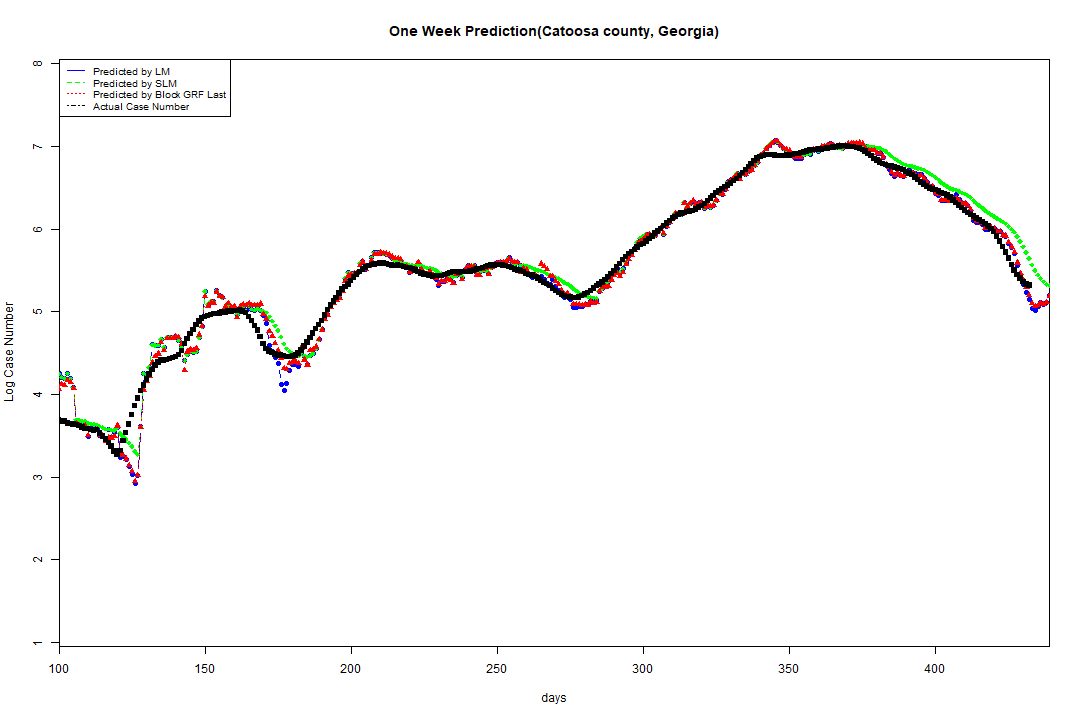 One Week Prediction(Catoosa county, Georgia)
Predicted by LM
Predicted by SLM
Predicted by Block GRF Last
Actual Case Number
8
7
6
5
4
3
2
1
Log Case Number
100 150 200 250 300 350 400
days